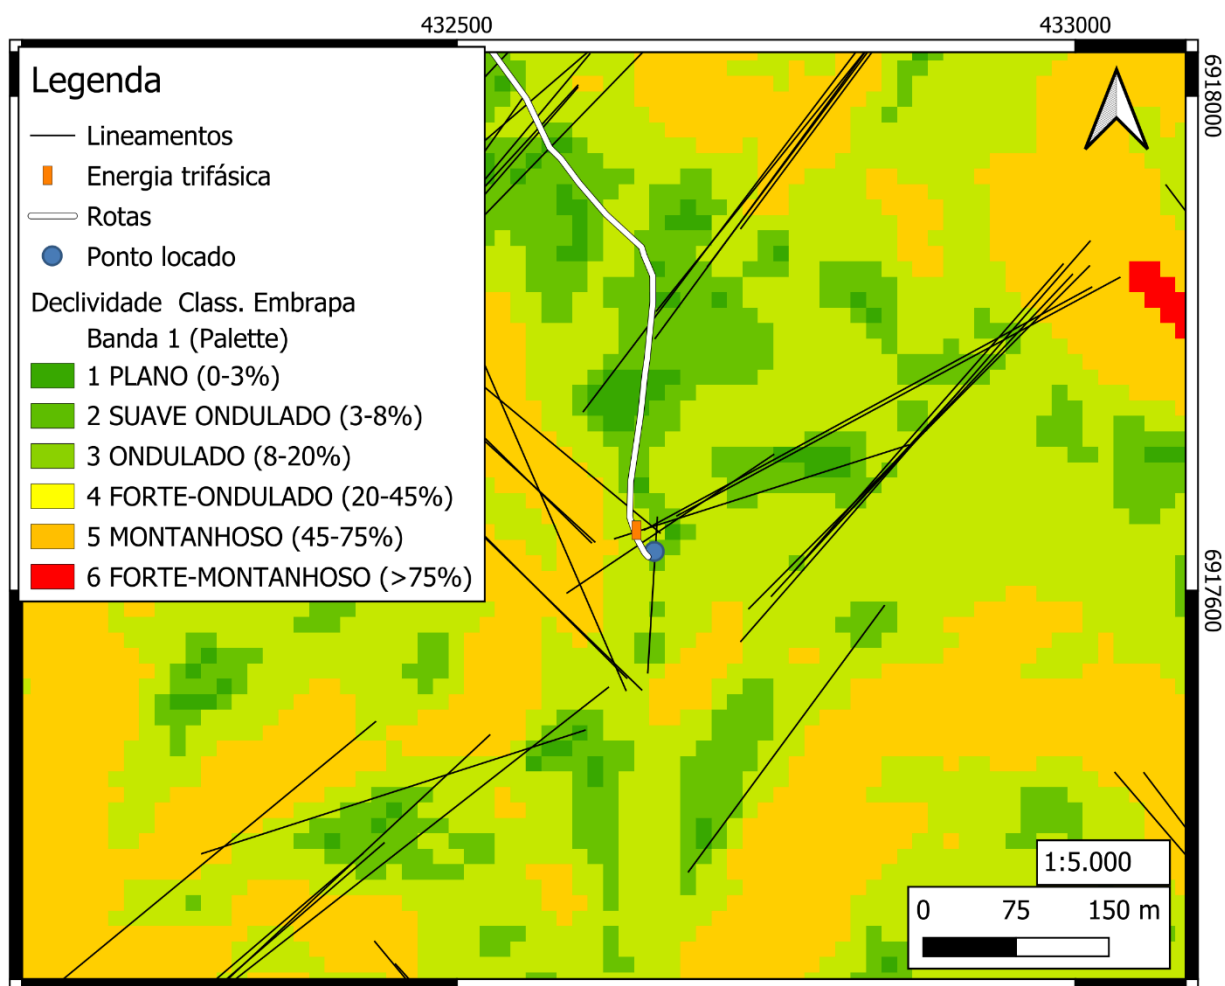 432500
433000
Legenda
Lineamentos
Energia trifásica
Rotas
Ponto locado
Declividade Class. Embrapa
Banda 1 (Palette)
1 PLANO (0-3%)
2 SUAVE ONDULADO (3-8%)
3 ONDULADO (8-20%)
4 FORTE-ONDULADO (20-45%)
5 MONTANHOSO (45-75%)
6 FORTE-MONTANHOSO (>75%)
6918000
6917600
1:5.000
0 75 150 m